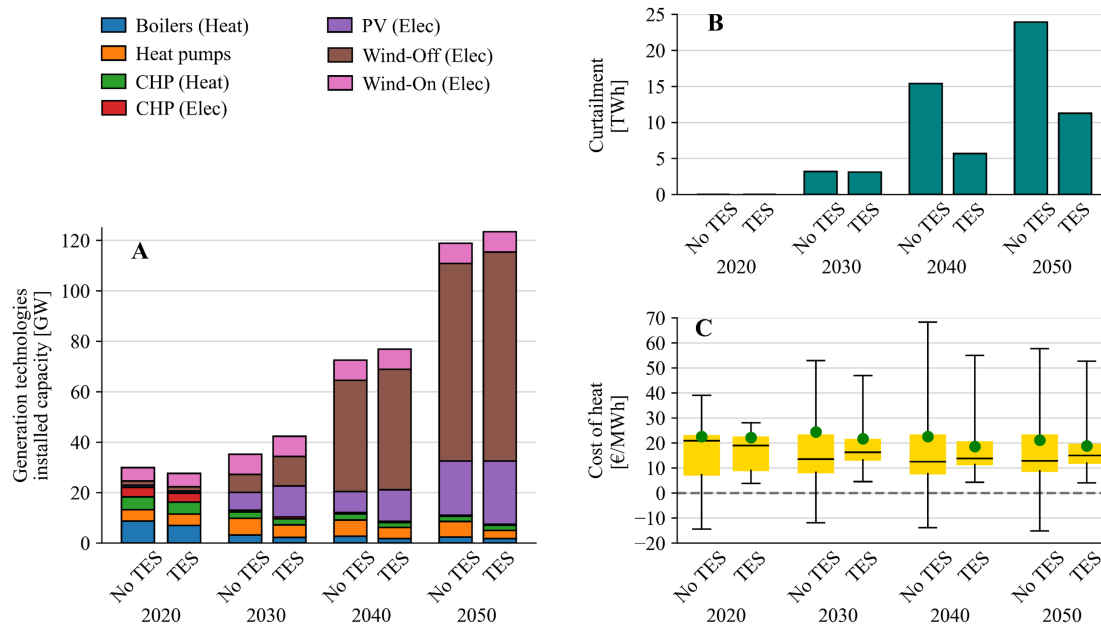 Boilers (Heat)
Heat pumps
CHP (Heat)
CHP (Elec)
PV (Elec)
Wind-Off (Elec)
Wind-On (Elec)
A
Generation technologies
installed capacity [GW]
120
100
80
60
40
20
0
No TES TES No TES TES No TES TES No TES TES
2020 2030 2040 2050
B
Curtailment
[TWh]
25
20
15
10
5
0
No TES TES No TES TES No TES TES No TES TES
2020 2030 2040 2050
C
Cost of heat
[€/MWh]
70
60
50
40
30
20
10
0
−10
−20
No TES TES No TES TES No TES TES No TES TES
2020 2030 2040 2050